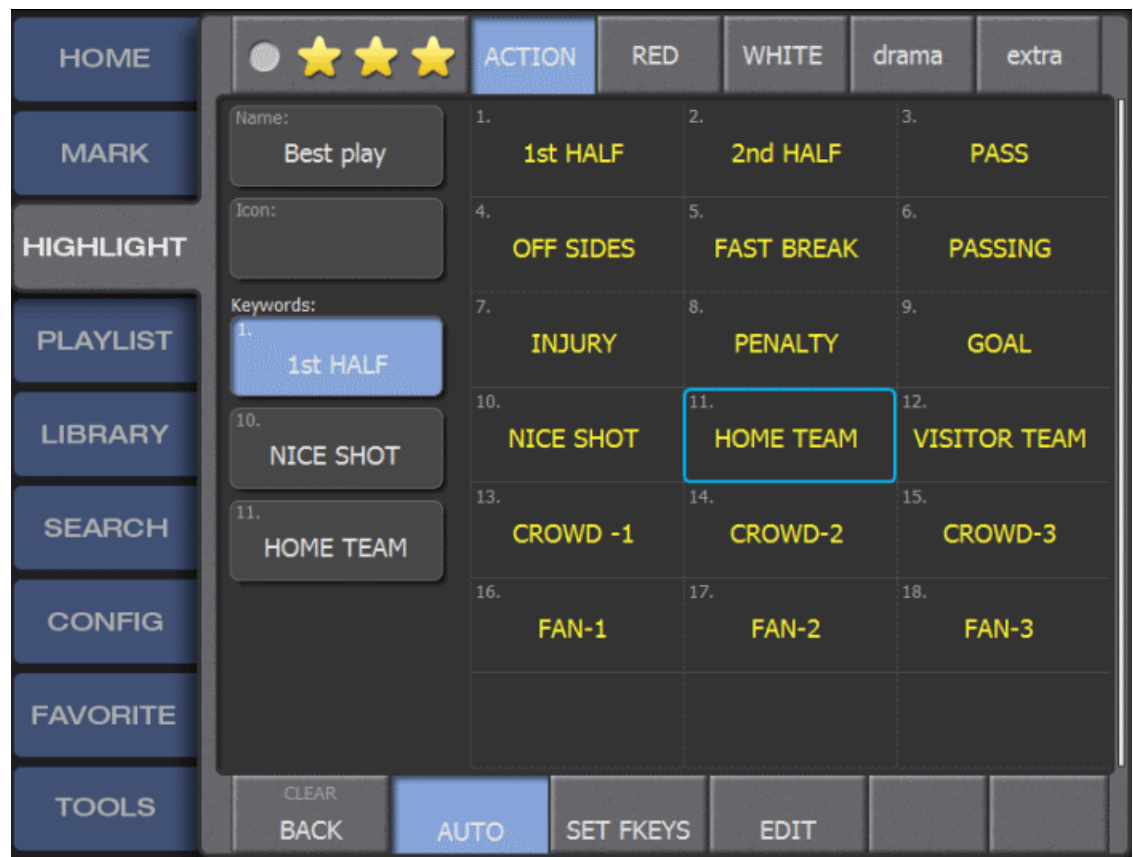 HOME
MARK
HIGHLIGHT
PLAYLIST
LIBRARY
SEARCH
CONFIG
FAVORITE
TOOLS
ACTION
RED
WHITE
drama
extra
Name:
Best play
Icon:
Keywords:
1.
1st HALF
10.
NICE SHOT
11.
HOME TEAM
1.
1st HALF
2.
2nd HALF
3.
PASS
4.
OFF SIDES
5.
FAST BREAK
6.
PASSING
7.
INJURY
8.
PENALTY
9.
GOAL
10.
NICE SHOT
11.
HOME TEAM
12.
VISITOR TEAM
13.
CROWD -1
14.
CROWD-2
15.
CROWD-3
16.
FAN-1
17.
FAN-2
18.
FAN-3
CLEAR
BACK
AUTO
SET FKEYS
EDIT